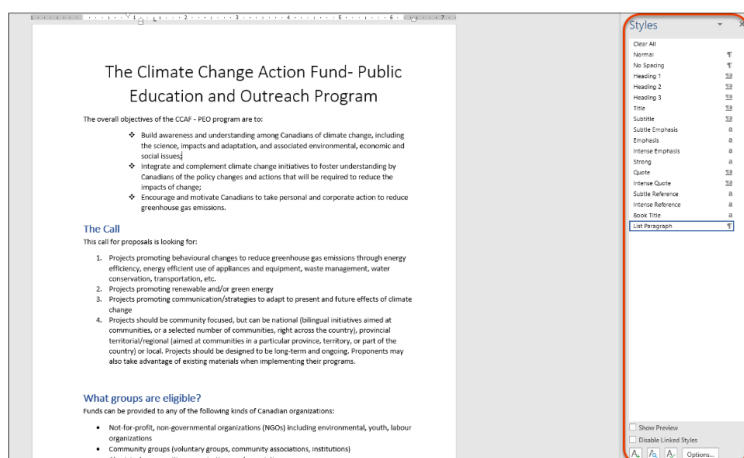 The Climate Change Action Fund- Public
Education and Outreach Program
The overall objectives of the CCAF - PEO program are to:
❖ Build awareness and understanding among Canadians of climate change, including
the science, impacts and adaptation, and associated environmental, economic and
social issues;
❖ Integrate and complement climate change initiatives to foster understanding by
Canadians of the policy changes and actions that will be required to reduce the
impacts of change;
❖ Encourage and motivate Canadians to take personal and corporate action to reduce
greenhouse gas emissions.
The Call
This call for proposals is looking for:
1. Projects promoting behavioural changes to reduce greenhouse gas emissions through energy
efficiency, energy efficient use of appliances and equipment, waste management, water
conservation, transportation, etc.
2. Projects promoting renewable and/or green energy
3. Projects promoting communication/strategies to adapt to present and future effects of climate
change
4. Projects should be community focused, but can be national (bilingual initiatives aimed at
communities, or a selected number of communities, right across the country), provincial
territorial/regional (aimed at communities in a particular province, territory, or part of the
country) or local. Projects should be designed to be long-term and ongoing. Proponents may
also take advantage of existing materials when implementing their programs.
What groups are eligible?
Funds can be provided to any of the following kinds of Canadian organizations:
• Not-for-profit, non-governmental organizations (NGOs) including environmental, youth, labour
organizations
• Community groups (voluntary groups, community associations, institutions)
Styles
Clear All
Normal
No Spacing
Heading 1
Heading 2
Heading 3
Title
Subtitle
Subtle Emphasis
Emphasis
Intense Emphasis
Strong
Quote
Intense Quote
Subtle Reference
Intense Reference
Book Title
List Paragraph
Show Preview
Disable Linked Styles
Options...